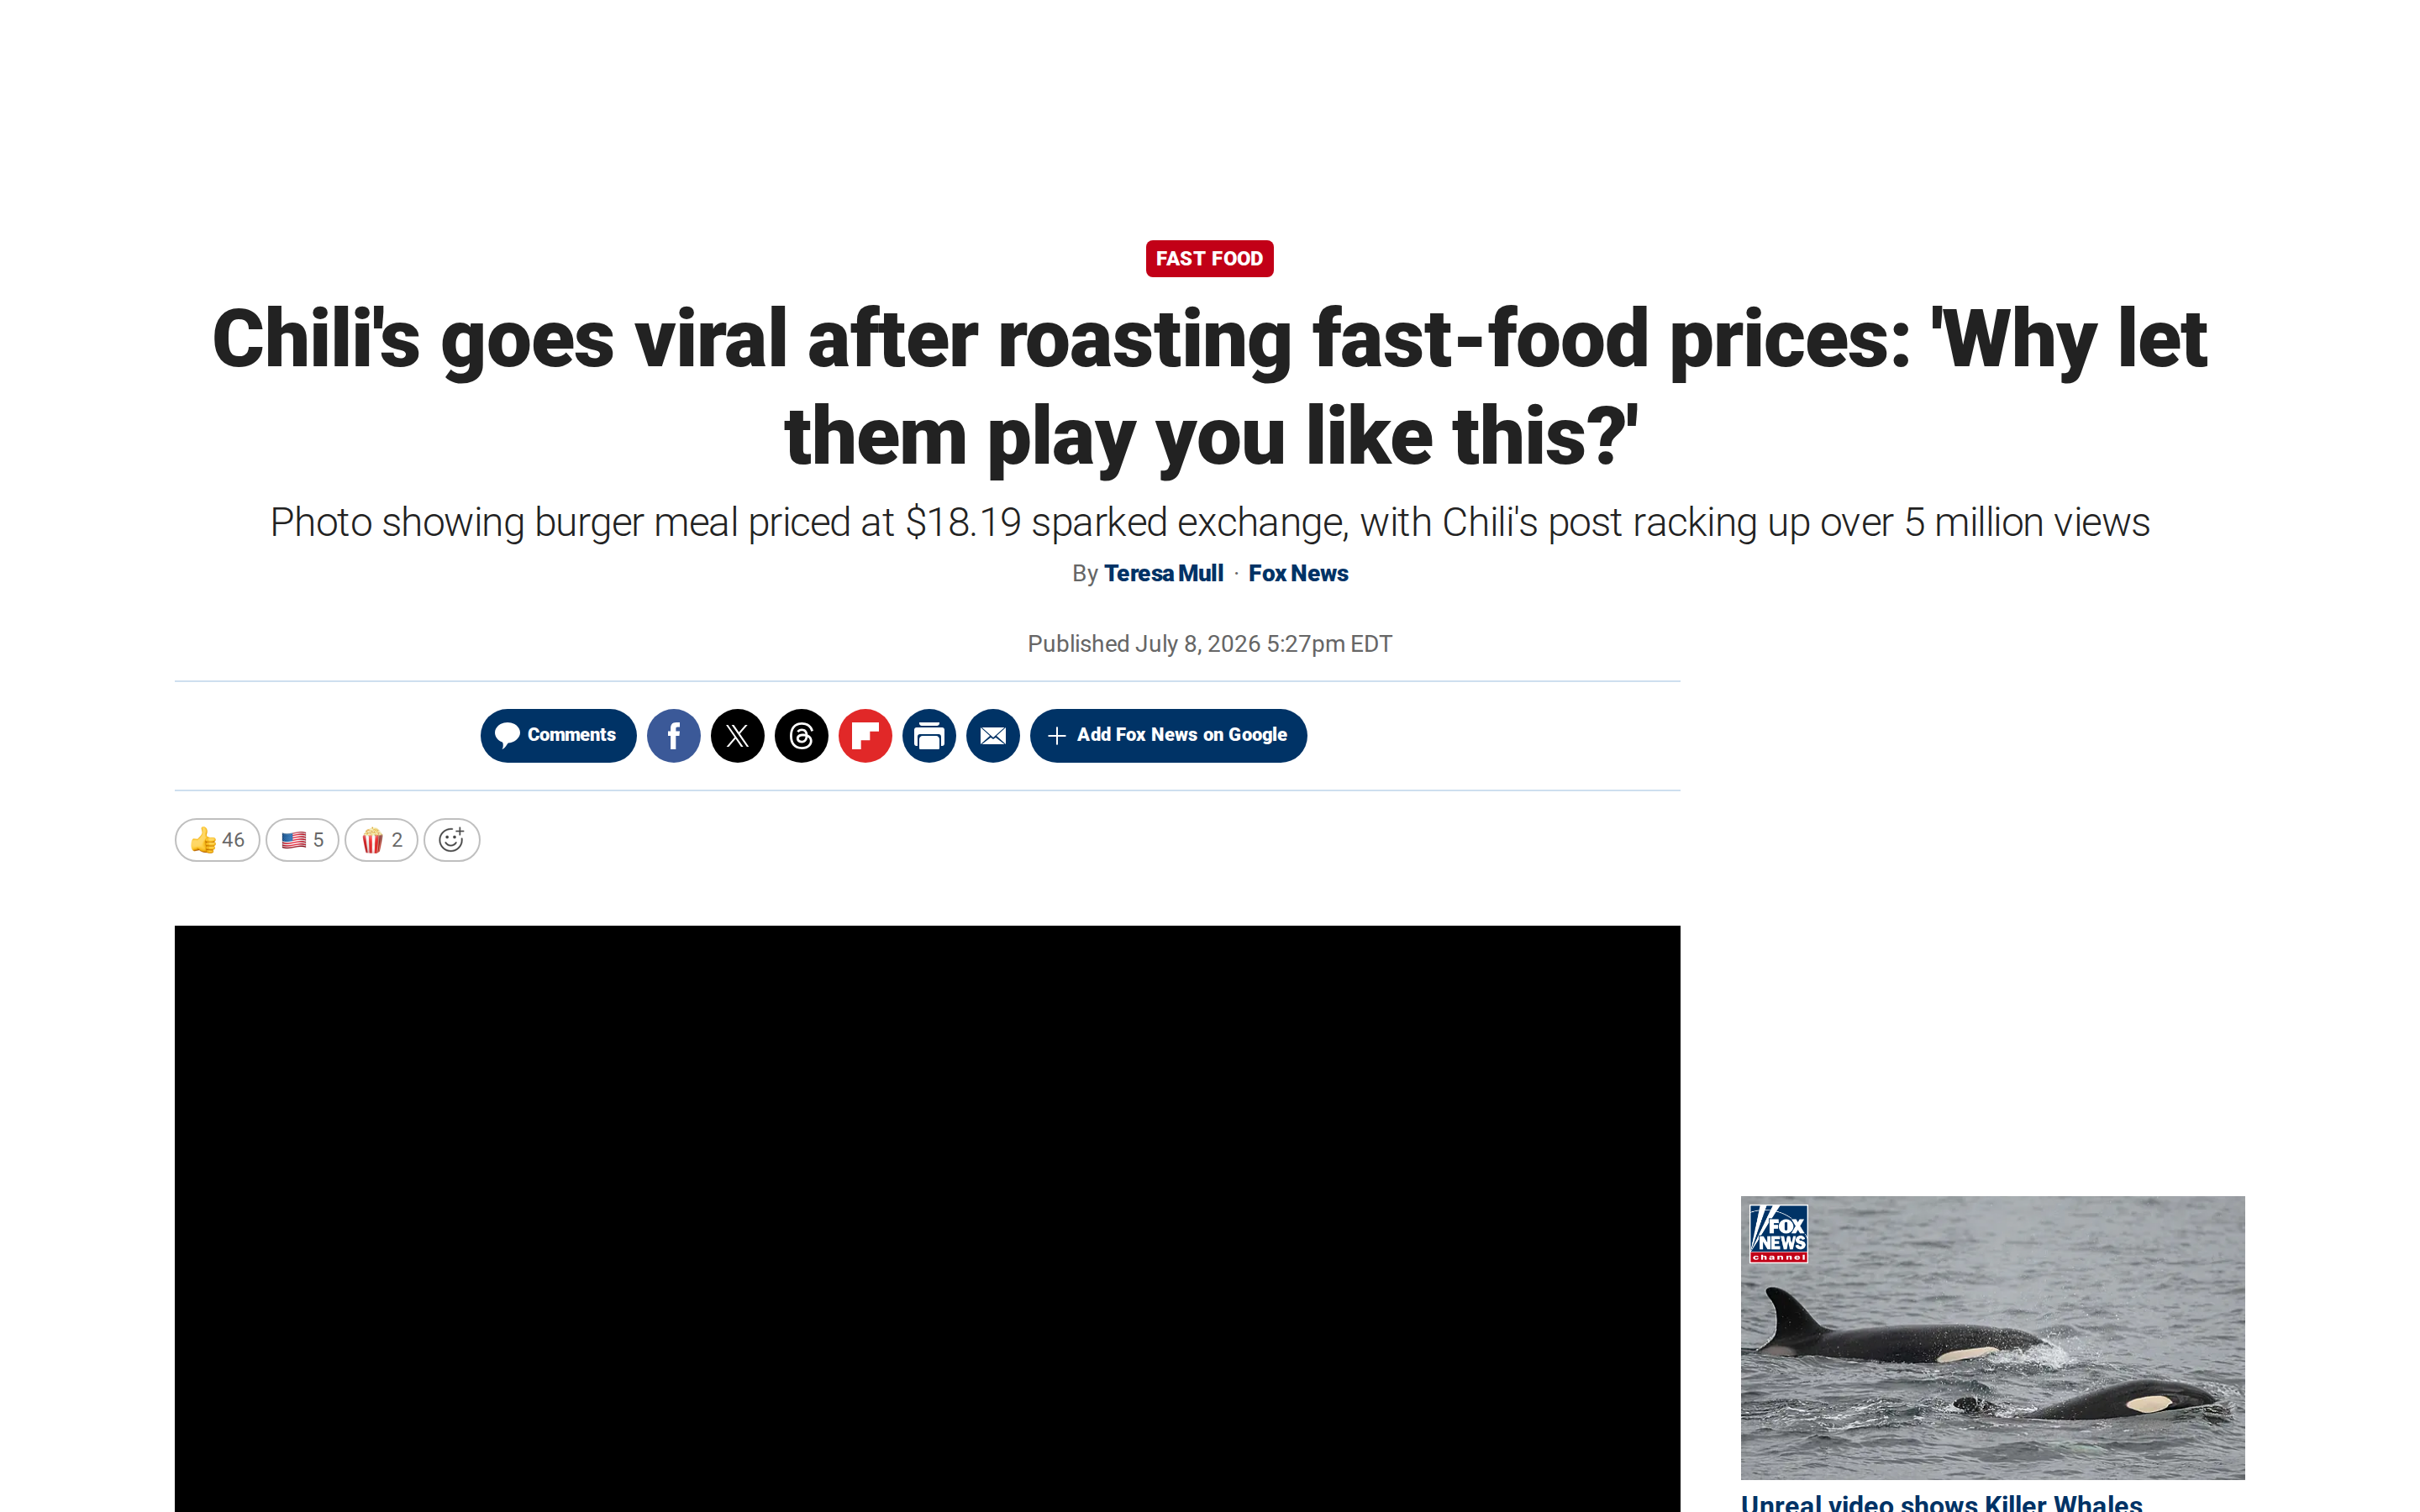 FAST FOOD
Chili's goes viral after roasting fast-food prices: 'Why let
them play you like this?'
Photo showing burger meal priced at $18.19 sparked exchange, with Chili's post racking up over 5 million views
By Teresa Mull · Fox News
Published July 8, 2026 5:27pm EDT
Comments
Add Fox News on Google
46
5
2
FOX
NEWS
channel
Unreal video shows Killer Whales